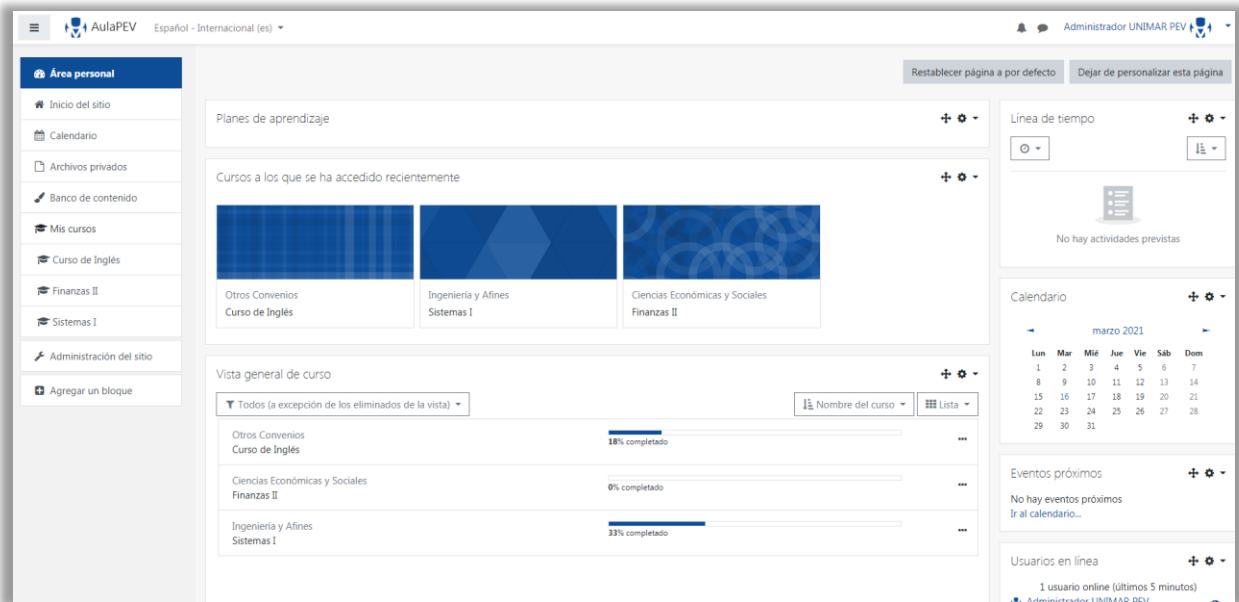 AulaPEV Español - Internacional (es)
Administrador UNIMAR PEV
Área personal
Inicio del sitio
Calendario
Archivos privados
Banco de contenido
Mis cursos
Curso de Inglés
Finanzas II
Sistemas I
Administración del sitio
Agregar un bloque
Restablecer página a por defecto Dejar de personalizar esta página
Planes de aprendizaje
Cursos a los que se ha accedido recientemente
Otros Convenios
Curso de Inglés
Ingeniería y Afines
Sistemas I
Ciencias Económicas y Sociales
Finanzas II
Vista general de curso
Todos (a excepción de los eliminados de la vista) Nombre del curso Lista
Otros Convenios
Curso de Inglés
18% completado
Ciencias Económicas y Sociales
Finanzas II
0% completado
Ingeniería y Afines
Sistemas I
33% completado
Línea de tiempo
No hay actividades previstas
Calendario
marzo 2021
Lun Mar Mié Jue Vie Sáb Dom
1 2 3 4 5 6 7
8 9 10 11 12 13 14
15 16 17 18 19 20 21
22 23 24 25 26 27 28
29 30 31
Eventos próximos
No hay eventos próximos
Ir al calendario...
Usuarios en línea
1 usuario online (últimos 5 minutos)
Administrador UNIMAR PEV